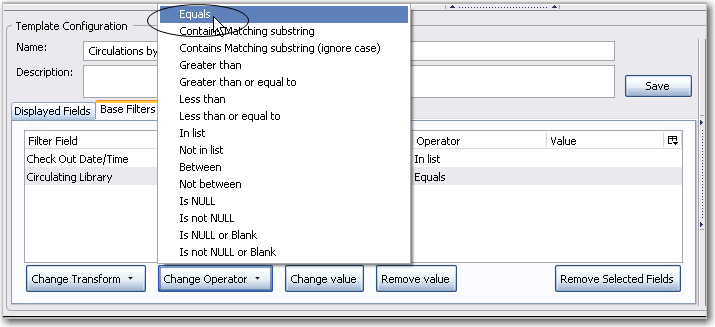 Template Configuration
Name:
Circulations by
Description:
Save
Displayed Fields
Base Filters
Filter Field
Operator
Value
Check Out Date/Time
In list
Circulating Library
Equals
Equals
Contains Matching substring
Contains Matching substring (ignore case)
Greater than
Greater than or equal to
Less than
Less than or equal to
In list
Not in list
Between
Not between
Is NULL
Is not NULL
Is NULL or Blank
Is not NULL or Blank
Change Transform
Change Operator
Change value
Remove value
Remove Selected Fields